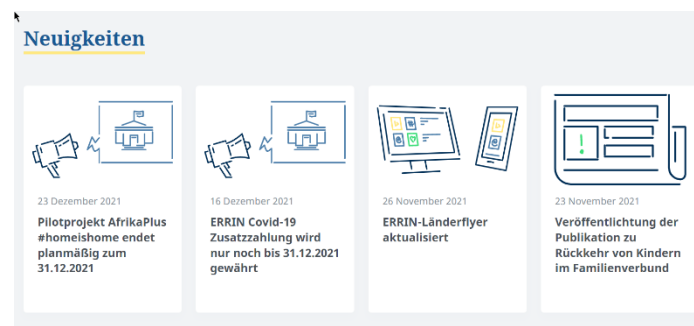 Neuigkeiten
23 Dezember 2021
Pilotprojekt AfrikaPlus
#homeishome endet
planmäßig zum
31.12.2021
16 Dezember 2021
ERRIN Covid-19
Zusatzzahlung wird
nur noch bis 31.12.2021
gewährt
26 November 2021
ERRIN-Länderflyer
aktualisiert
23 November 2021
Veröffentlichtung der
Publikation zu
Rückkehr von Kindern
im Familienverbund